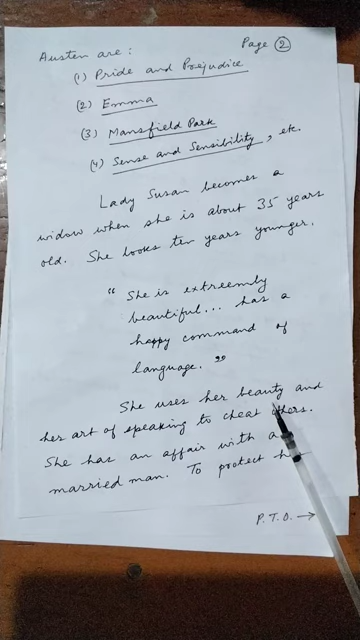 Austen are: Page 2
(1) Pride and Prejudice
(2) Emma
(3) Mansfield Park
(4) Sense and Sensibility, etc.
Lady Susan becomes a
widow when she is about 35 years
old. She looks ten years younger.
" She is extreemly
beautiful... has a
happy command of
language. "
She uses her beauty and
her art of speaking to cheat others.
She has an affair with a
married man. To protect
P.T.O. →